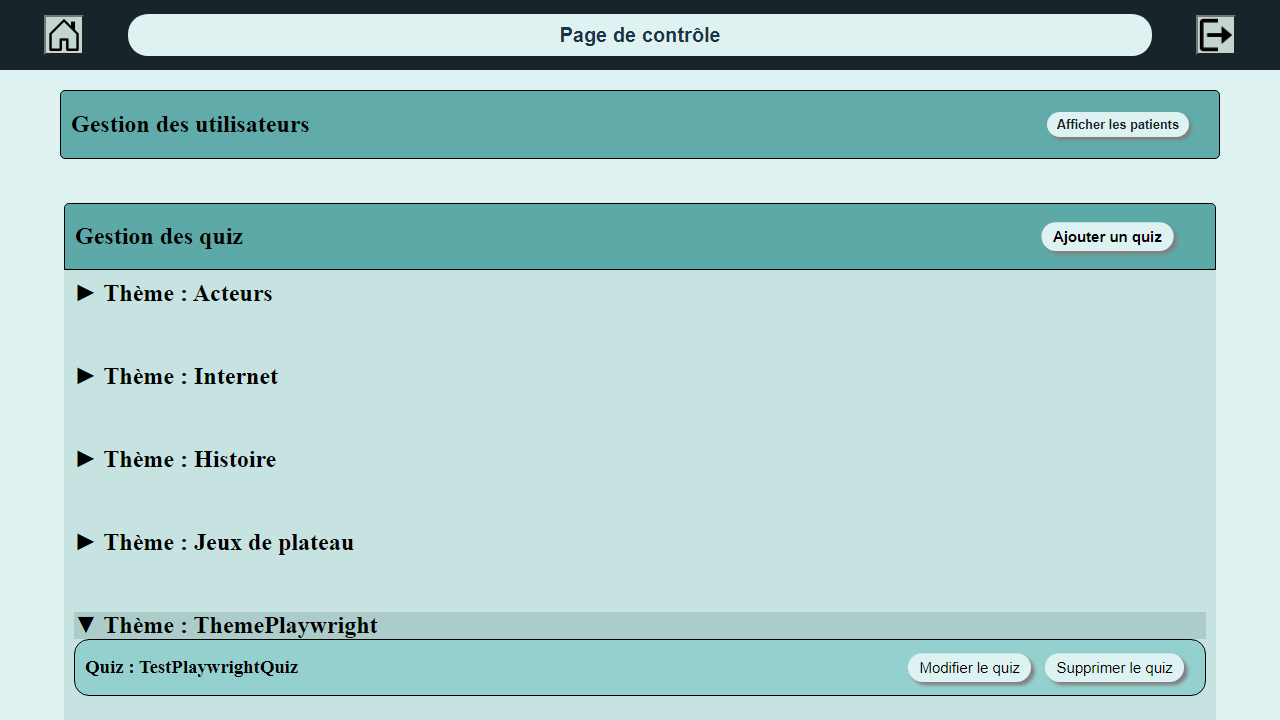 Page de contrôle
Gestion des utilisateurs
Afficher les patients
Gestion des quiz
Ajouter un quiz
Thème : Acteurs
Thème : Internet
Thème : Histoire
Thème : Jeux de plateau
Thème : ThemePlaywright
Quiz : TestPlaywrightQuiz
Modifier le quiz
Supprimer le quiz